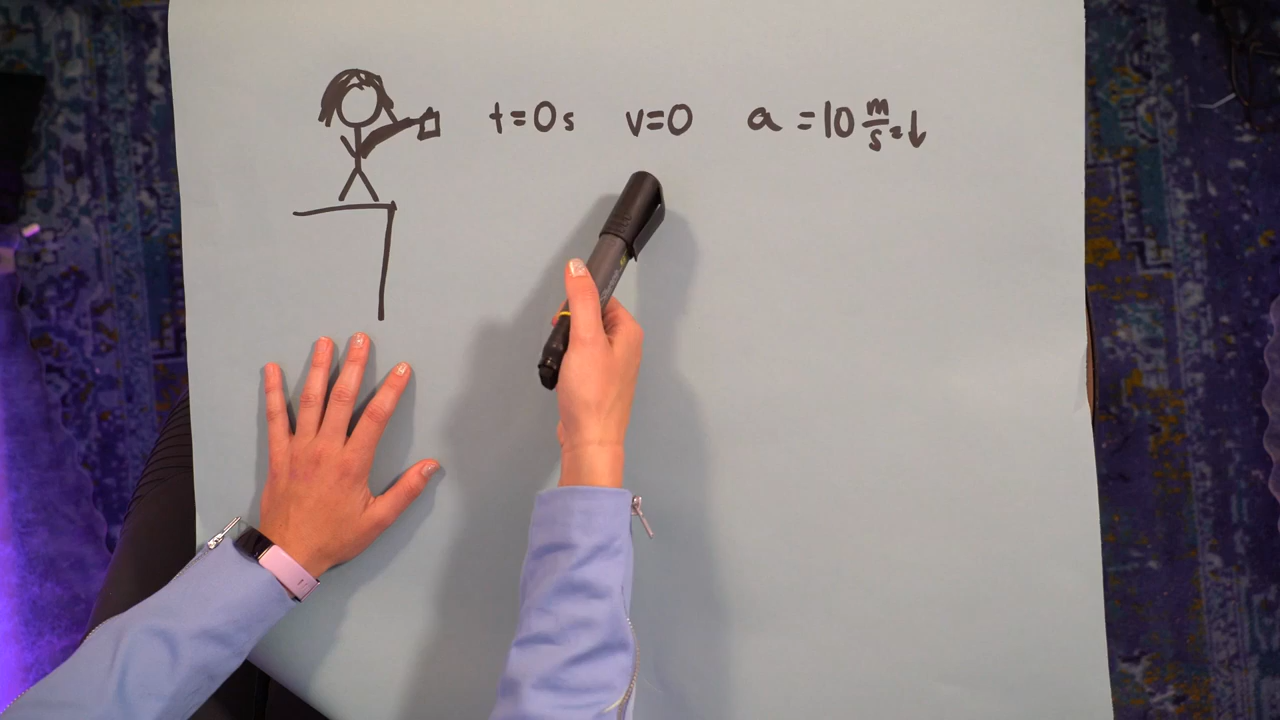 t=0s v=0 a=10 m/s² ↓